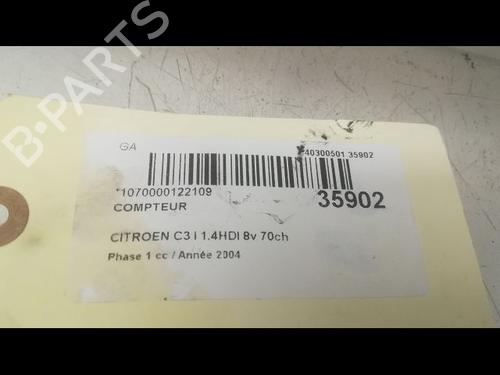 B-PARTS
GA
40300501 35902
*1070000122109
35902
COMPTEUR
CITROEN C3 I 1.4HDI 8v 70ch
Phase 1 cc / Année 2004